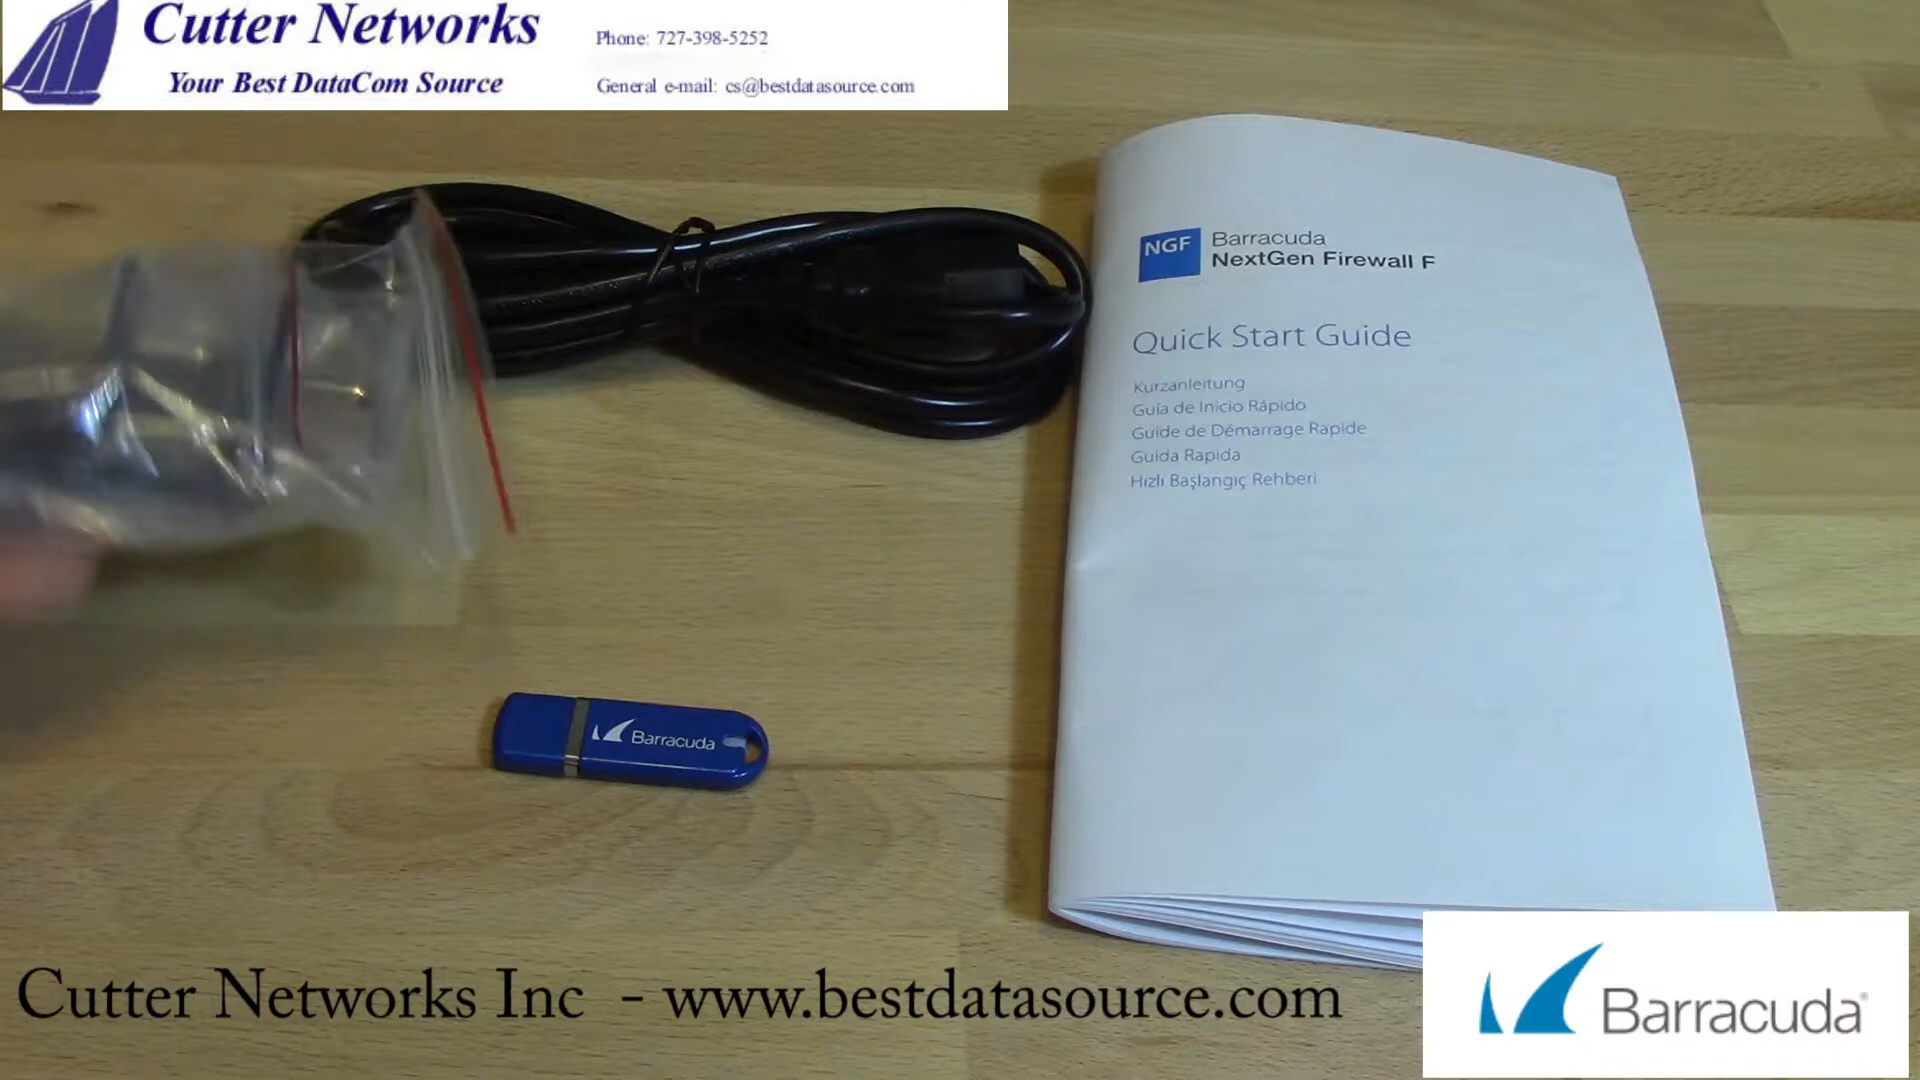 Cutter Networks
Your Best DataCom Source
Phone: 727-398-5252
General e-mail: cs@bestdatasource.com
NGF
Barracuda
NextGen Firewall F
Quick Start Guide
Kurzanleitung
Guía de Inicio Rápido
Guide de Démarrage Rapide
Guida Rapida
Hızlı Başlangıç Rehberi
Barracuda
Cutter Networks Inc - www.bestdatasource.com
Barracuda